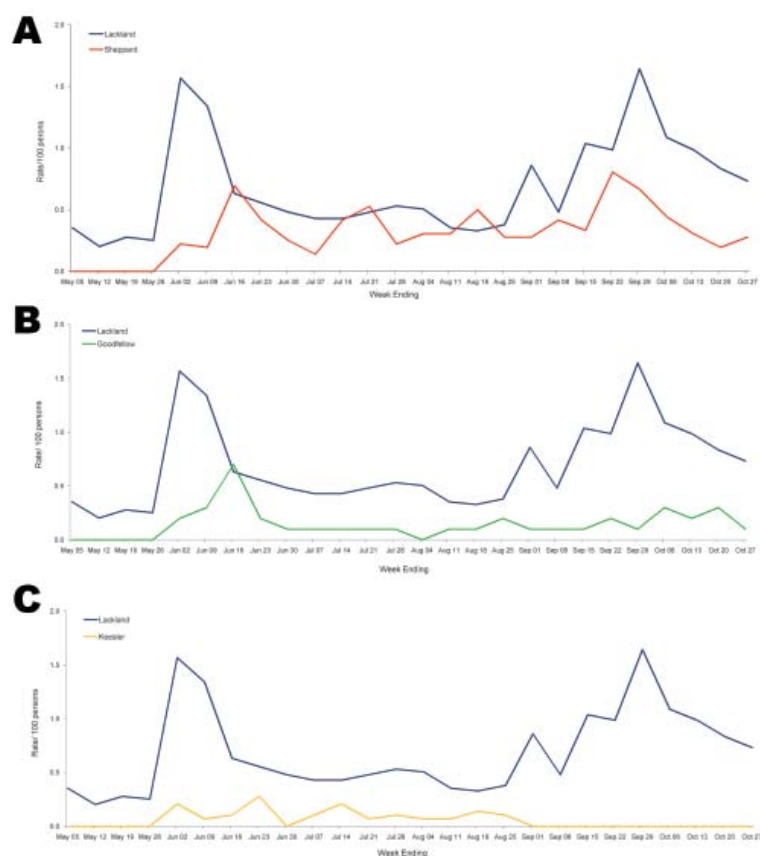 A
2.0
Lackland
Sheppard
1.5
Rate/100 perons
1.0
0.5
0.0
May 05 May 12 May 19 May 26 Jun 02 Jun 09 Jun 16 Jun 23 Jun 30 Jul 07 Jul 14 Jul 21 Jul 28 Aug 04 Aug 11 Aug 18 Aug 25 Sep 01 Sep 08 Sep 15 Sep 22 Sep 29 Oct 06 Oct 13 Oct 20 Oct 27
Week Ending
B
2.0
Lackland
Goodfellow
1.5
Rate/ 100 persons
1.0
0.5
0.0
May 05 May 12 May 19 May 26 Jun 02 Jun 09 Jun 16 Jun 23 Jun 30 Jul 07 Jul 14 Jul 21 Jul 28 Aug 04 Aug 11 Aug 18 Aug 25 Sep 01 Sep 08 Sep 15 Sep 22 Sep 29 Oct 06 Oct 13 Oct 20 Oct 27
Week Ending
C
2.0
Lackland
Keesler
1.5
Rate/ 100 persons
1.0
0.5
0.0
May 05 May 12 May 19 May 26 Jun 02 Jun 09 Jun 16 Jun 23 Jun 30 Jul 07 Jul 14 Jul 21 Jul 28 Aug 04 Aug 11 Aug 18 Aug 25 Sep 01 Sep 08 Sep 15 Sep 22 Sep 29 Oct 06 Oct 13 Oct 20 Oct 27
Week Ending